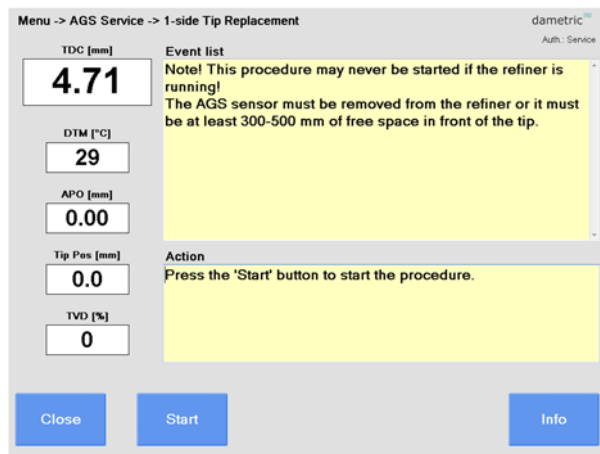 Menu -> AGS Service -> 1-side Tip Replacement
dametric
Auth.: Service
TDC [mm]
4.71
DTM [°C]
29
APO [mm]
0.00
Tip Pos [mm]
0.0
TVD [%]
0
Event list
Note! This procedure may never be started if the refiner is
running!
The AGS sensor must be removed from the refiner or it must
be at least 300-500 mm of free space in front of the tip.
Action
Press the 'Start' button to start the procedure.
Close
Start
Info